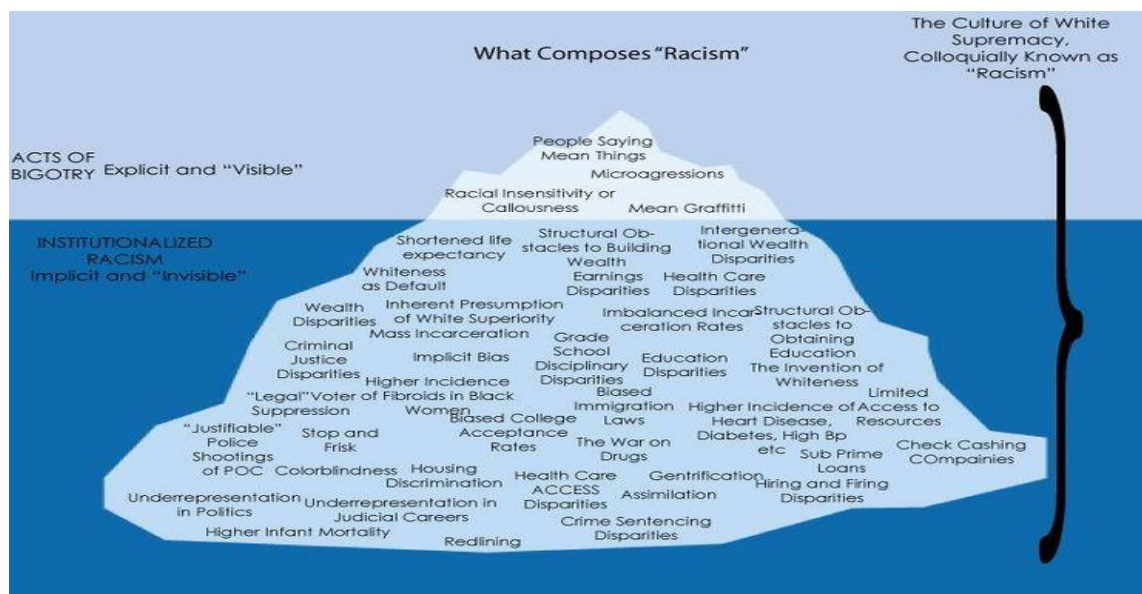 What Composes “Racism”
The Culture of White
Supremacy,
Colloquially Known as
“Racism”
ACTS OF
BIGOTRY
Explicit and “Visible”
People Saying
Mean Things
Microagressions
Racial Insensitivity or
Callousness
Mean Graffitti
INSTITUTIONALIZED
RACISM
Implicit and “Invisible”
Shortened life
expectancy
Structural Ob-
stacles to Building
Wealth
Intergenera-
tional Wealth
Disparities
Whiteness
as Default
Earnings
Disparities
Health Care
Disparities
Wealth
Disparities
Inherent Presumption
of White Superiority
Imbalanced Incar
ceration Rates
Structural Ob-
stacles to
Obtaining
Education
Mass Incarceration
Criminal
Justice
Disparities
Implicit Bias
Grade
School
Disciplinary
Disparities
Education
Disparities
The Invention of
Whiteness
"Legal" Voter
Suppression
Higher Incidence
of Fibroids in Black
Women
Biased
Immigration
Laws
Limited
Access to
Resources
Higher Incidence of
Heart Disease,
Diabetes, High Bp
etc
"Justifiable"
Police
Shootings
of POC
Stop and
Frisk
Biased College
Acceptance
Rates
The War on
Drugs
Sub Prime
Loans
Check Cashing
COmpainies
Colorblindness
Housing
Discrimination
Health Care
ACCESS
Disparities
Gentrification
Hiring and Firing
Disparities
Underrepresentation
in Politics
Underrepresentation in
Judicial Careers
Assimilation
Higher Infant Mortality
Redlining
Crime Sentencing
Disparities